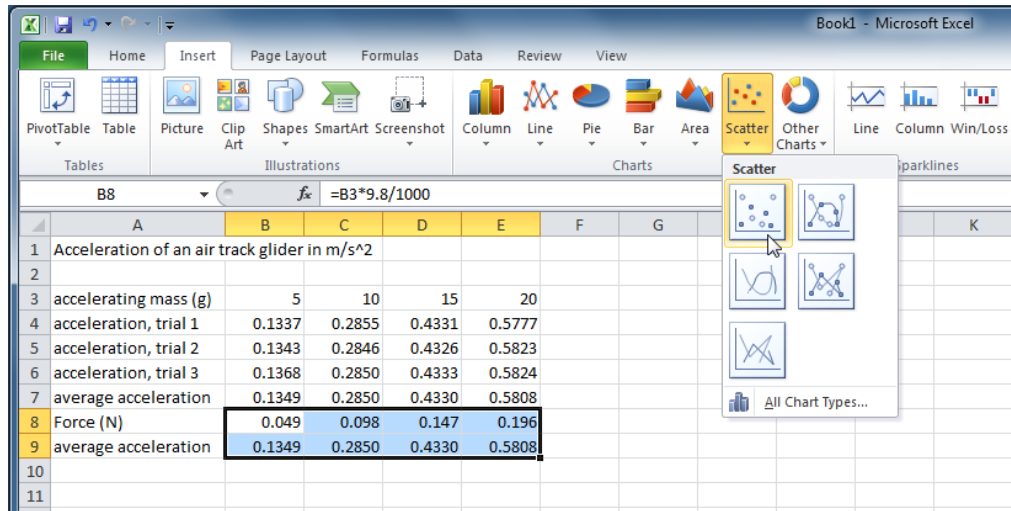 Book1 - Microsoft Excel
File Home Insert Page Layout Formulas Data Review View
PivotTable Table Picture Clip Art Shapes SmartArt Screenshot Column Line Pie Bar Area Scatter Other Charts Line Column Win/Loss
Tables Illustrations Charts Sparklines
Scatter
All Chart Types...
B8 fx =B3*9.8/1000
A B C D E F G K
1 Acceleration of an air track glider in m/s^2
2
3 accelerating mass (g) 5 10 15 20
4 acceleration, trial 1 0.1337 0.2855 0.4331 0.5777
5 acceleration, trial 2 0.1343 0.2846 0.4326 0.5823
6 acceleration, trial 3 0.1368 0.2850 0.4333 0.5824
7 average acceleration 0.1349 0.2850 0.4330 0.5808
8 Force (N) 0.049 0.098 0.147 0.196
9 average acceleration 0.1349 0.2850 0.4330 0.5808
10
11